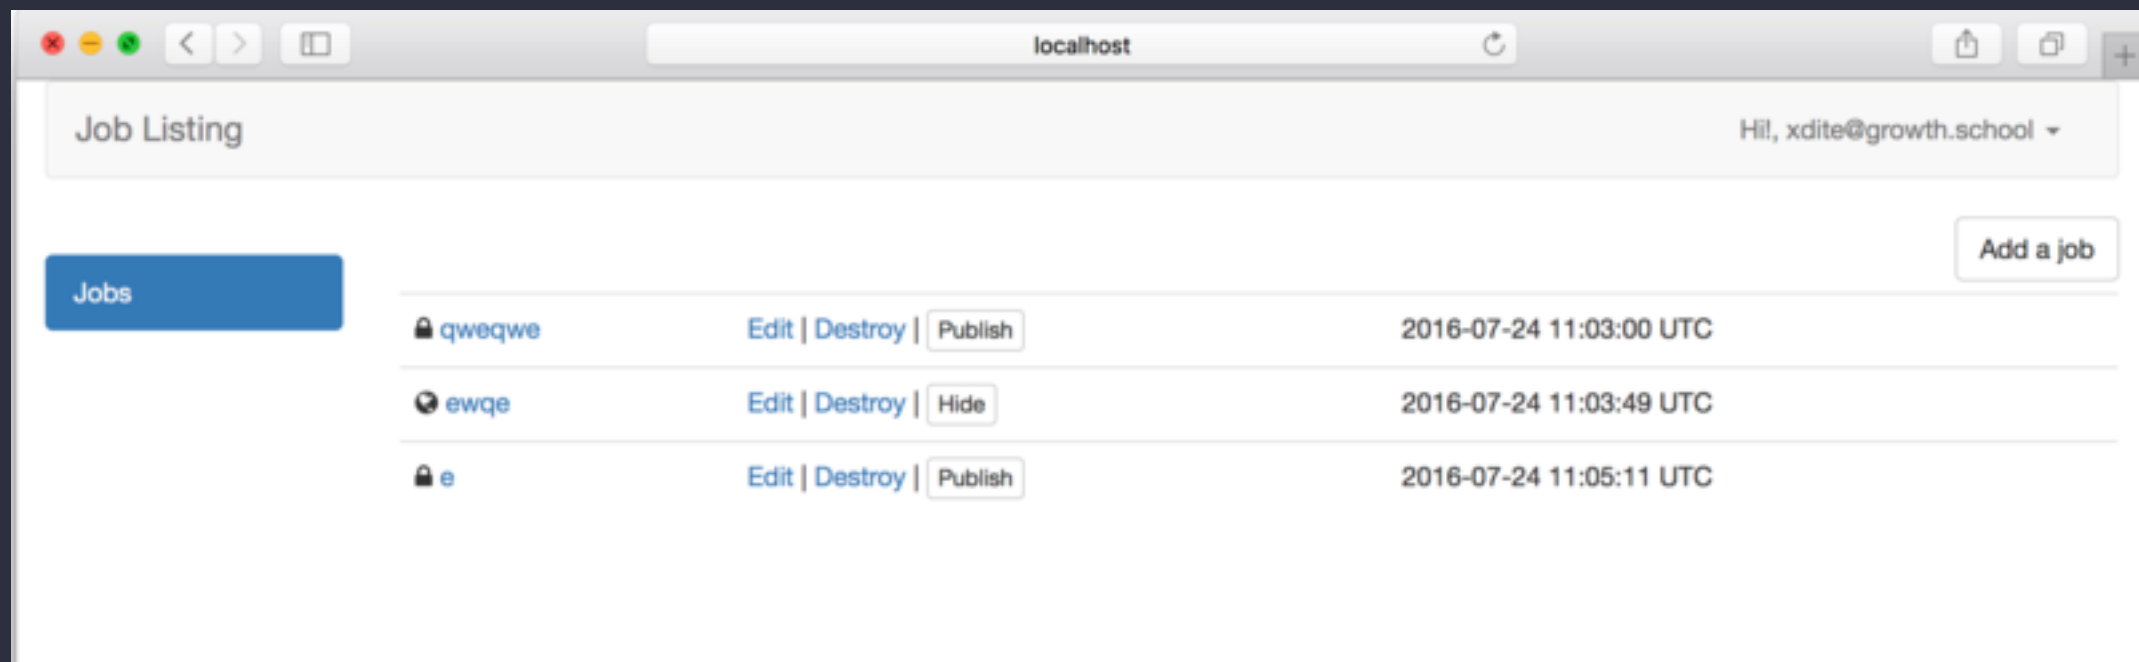 localhost
Job Listing
Hi!, xdite@growth.school
Add a job
Jobs
qweqwe Edit | Destroy | Publish 2016-07-24 11:03:00 UTC
ewqe Edit | Destroy | Hide 2016-07-24 11:03:49 UTC
e Edit | Destroy | Publish 2016-07-24 11:05:11 UTC